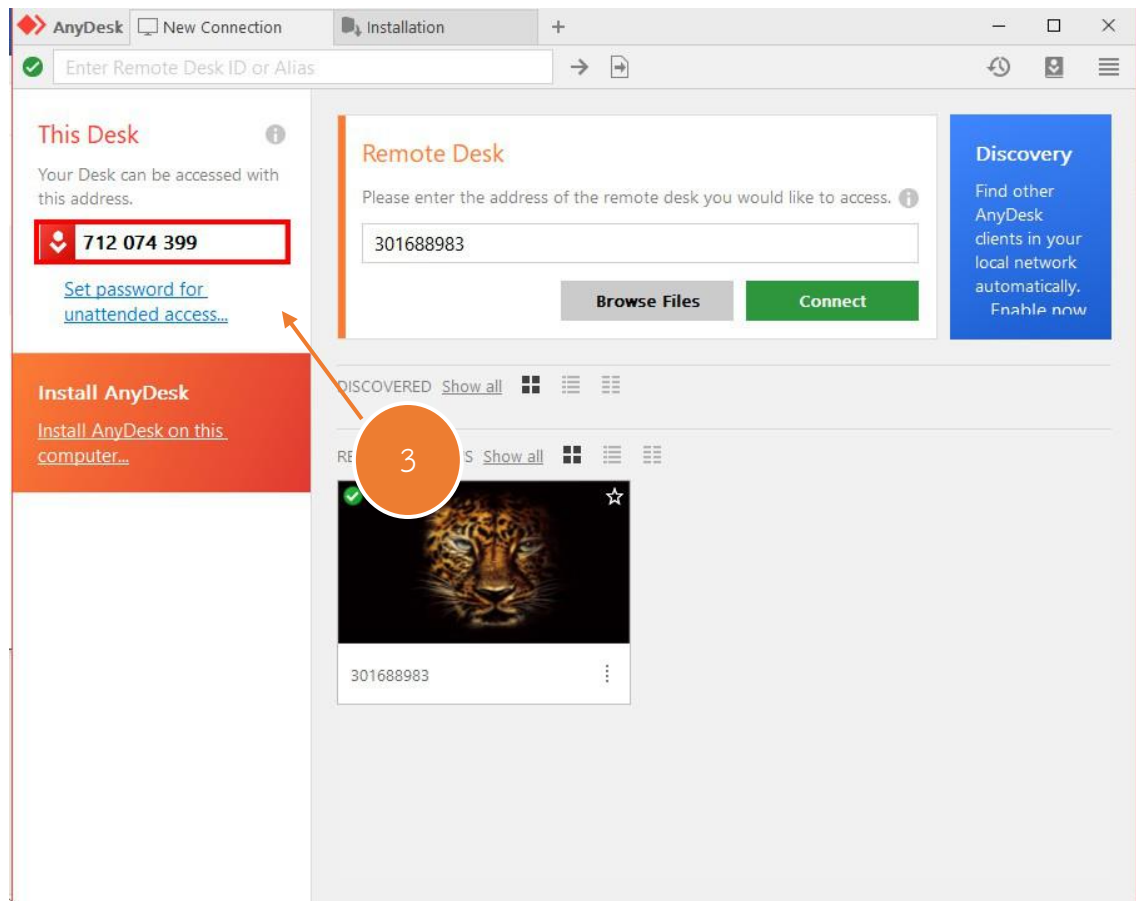 AnyDesk New Connection Installation +
Enter Remote Desk ID or Alias
This Desk
Your Desk can be accessed with
this address.
712 074 399
Set password for
unattended access...
Install AnyDesk
Install AnyDesk on this
computer...
Remote Desk
Please enter the address of the remote desk you would like to access.
301688983
Browse Files Connect
Discovery
Find other
AnyDesk
clients in your
local network
automatically.
Enable now
DISCOVERED Show all
3
Show all
301688983